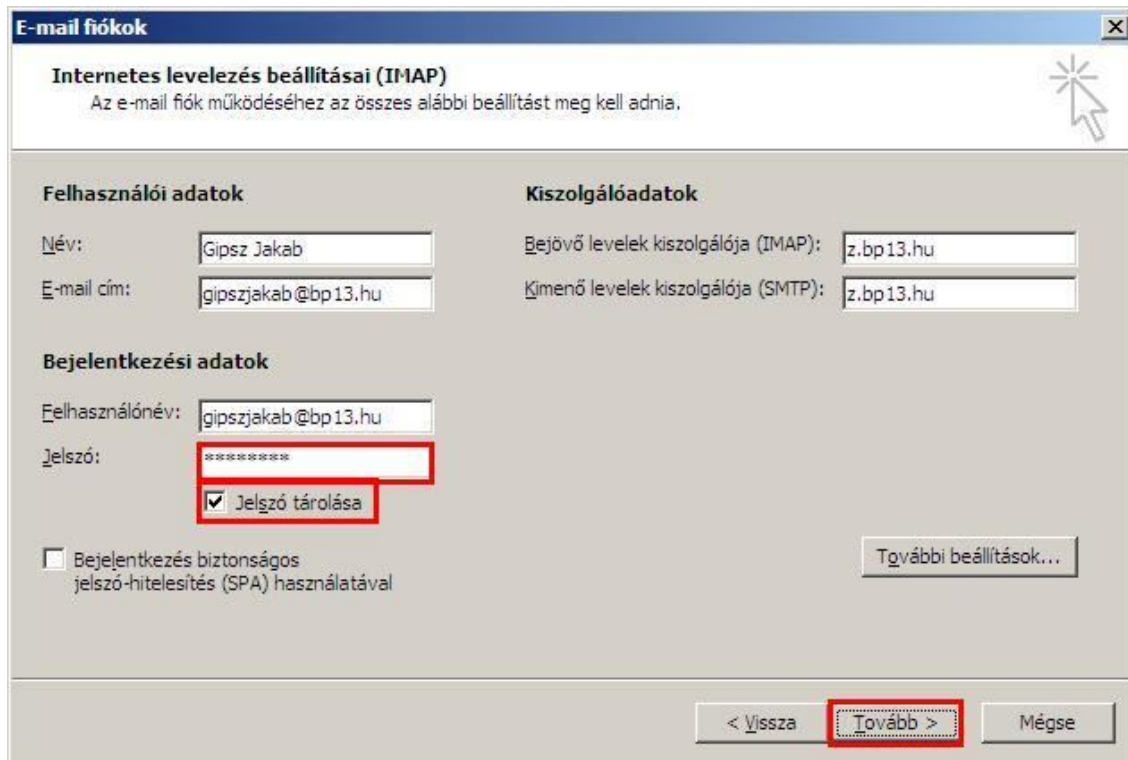 E-mail fiókok
Internetes levelezés beállításai (IMAP)
Az e-mail fiók működéséhez az összes alábbi beállítást meg kell adnia.
Felhasználói adatok
Név: Gipsz Jakab
E-mail cím: gipszjakab@bp13.hu
Kiszolgálóadatok
Bejövő levelek kiszolgálója (IMAP): z.bp13.hu
Kimenő levelek kiszolgálója (SMTP): z.bp13.hu
Bejelentkezési adatok
Felhasználónév: gipszjakab@bp13.hu
Jelszó: ********
Jelszó tárolása
Bejelentkezés biztonságos
jelszó-hitelesítés (SPA) használatával
További beállítások...
< Vissza Tovább > Mégse